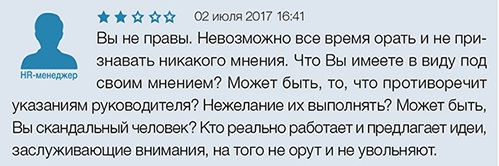 02 июля 2017 16:41
Вы не правы. Невозможно все время орать и не при-
знавать никакого мнения. Что Вы имеете в виду под
HR-менеджер
своим мнением? Может быть, то, что противоречит
указаниям руководителя? Нежелание их выполнять? Может быть,
Вы скандальный человек? Кто реально работает и предлагает идеи,
заслуживающие внимания, на того не орут и не увольняют.